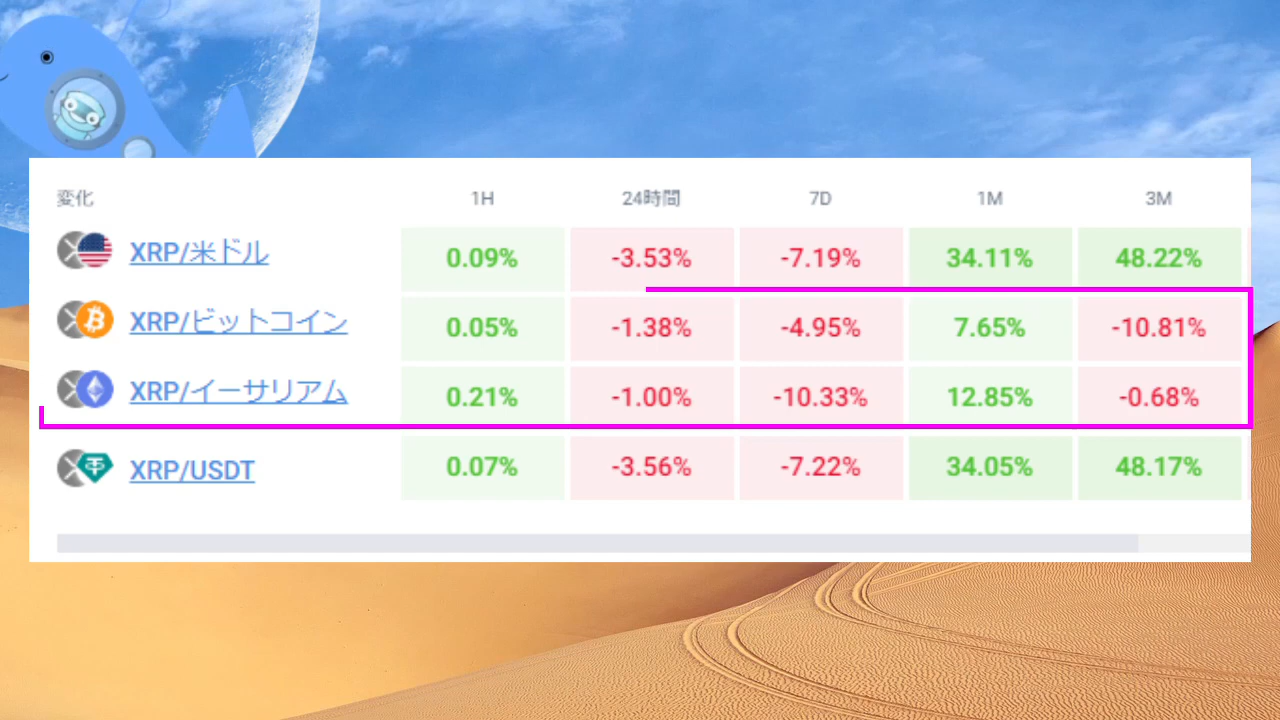 変化 1H 24時間 7D 1M 3M
XRP/米ドル 0.09% -3.53% -7.19% 34.11% 48.22%
XRP/ビットコイン 0.05% -1.38% -4.95% 7.65% -10.81%
XRP/イーサリアム 0.21% -1.00% -10.33% 12.85% -0.68%
XRP/USDT 0.07% -3.56% -7.22% 34.05% 48.17%